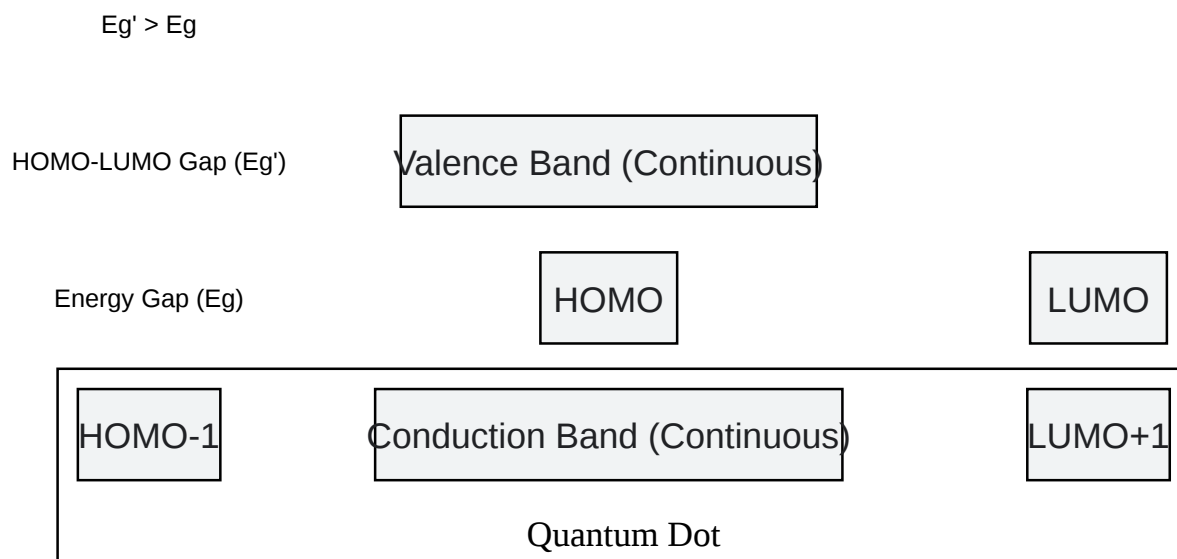 Eg' > Eg
HOMO-LUMO Gap (Eg')
Valence Band (Continuous)
Energy Gap (Eg)
HOMO
LUMO
HOMO-1
Conduction Band (Continuous)
LUMO+1
Quantum Dot